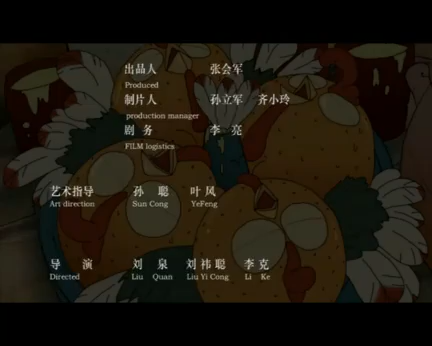 出品人 张会军
Produced
制片人 孙立军 齐小玲
production manager
剧 务 李 亮
FILM logistics
艺术指导 孙 聪 叶 风
Art direction Sun Cong YeFeng
导 演 刘 泉 刘祎聪 李 克
Directed Liu Quan Liu Yi Cong Li Ke